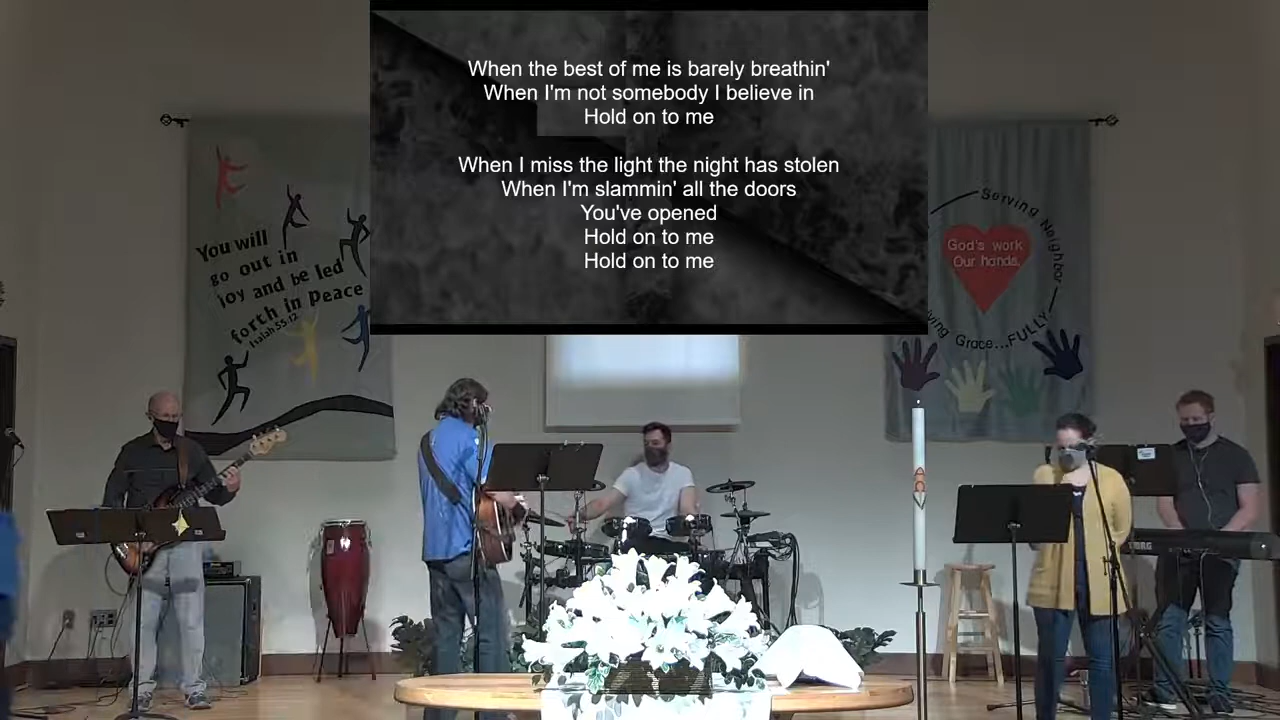 When the best of me is barely breathin'
When I'm not somebody I believe in
Hold on to me
When I miss the light the night has stolen
When I'm slammin' all the doors
You've opened
Hold on to me
Hold on to me
You will
go out in
joy and be led
forth in peace
Isaiah 55:12
Serving Neighbor
God's work
Our hands.
Grace...FULLY
KORG